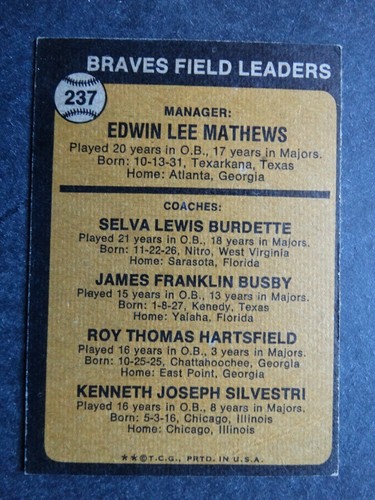 BRAVES FIELD LEADERS
237
MANAGER:
EDWIN LEE MATHEWS
Played 20 years in O.B., 17 years in Majors.
Born: 10-13-31, Texarkana, Texas
Home: Atlanta, Georgia
COACHES:
SELVA LEWIS BURDETTE
Played 21 years in O.B., 18 years in Majors.
Born: 11-22-26, Nitro, West Virginia
Home: Sarasota, Florida
JAMES FRANKLIN BUSBY
Played 15 years in O.B., 13 years in Majors.
Born: 1-8-27, Kenedy, Texas
Home: Yalaha, Florida
ROY THOMAS HARTSFIELD
Played 16 years in O.B., 3 years in Majors.
Born: 10-25-25, Chattahoochee, Georgia
Home: East Point, Georgia
KENNETH JOSEPH SILVESTRI
Played 16 years in O.B., 8 years in Majors.
Born: 5-3-16, Chicago, Illinois
Home: Chicago, Illinois
★★©T.C.G., PRTD. IN U.S.A.